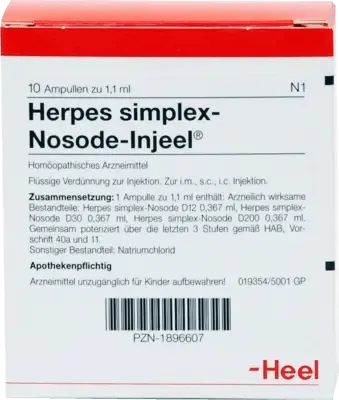 10 Ampullen zu 1,1 ml N1
Herpes simplex-
Nosode-Injeel®
Homöopathisches Arzneimittel
Flüssige Verdünnung zur Injektion. Zur i.m., s.c., i.c. Injektion.
Zusammensetzung: 1 Ampulle zu 1,1 ml enthält: Arzneilich wirksame
Bestandteile: Herpes simplex-Nosode D12 0,367 ml, Herpes simplex-
Nosode D30 0,367 ml, Herpes simplex-Nosode D200 0,367 ml.
Gemeinsam potenziert über die letzten 3 Stufen gemäß HAB, Vor-
schrift 40a und 11.
Sonstiger Bestandteil: Natriumchlorid
Apothekenpflichtig
Arzneimittel unzugänglich für Kinder aufbewahren! 019354/5001 GP
PZN-1896607
-Heel